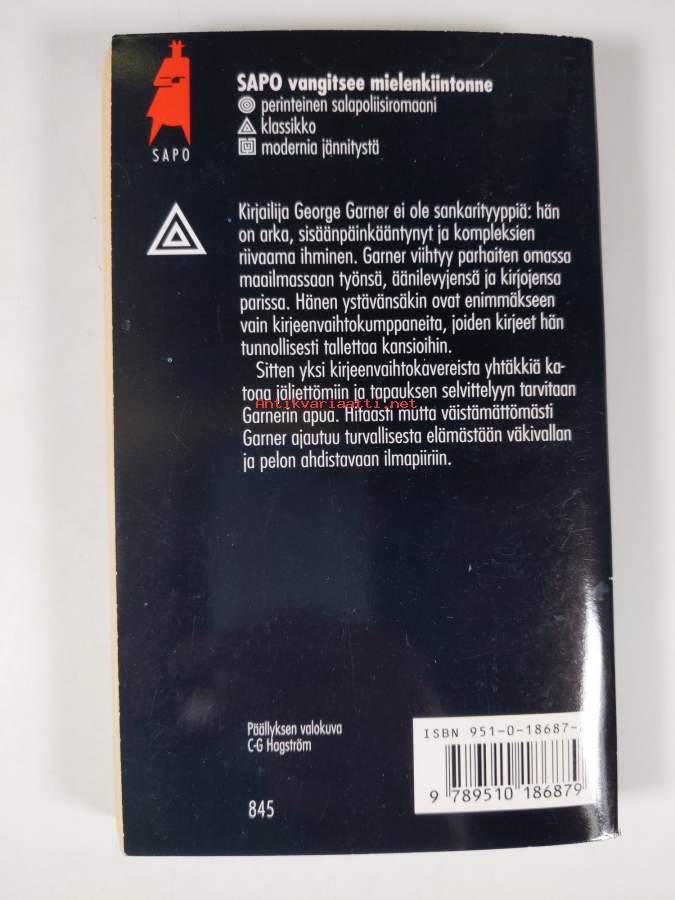 SAPO
SAPO vangitsee mielenkiintonne
perinteinen salapoliisiromaani
klassikko
modernia jännitystä
Kirjailija George Garner ei ole sankarityyppiä: hän
on arka, sisäänpäinkääntynyt ja kompleksien
riivaama ihminen. Garner viihtyy parhaiten omassa
maailmassaan työnsä, äänilevyjensä ja kirjojensa
parissa. Hänen ystävänsäkin ovat enimmäkseen
vain kirjeenvaihtokumppaneita, joiden kirjeet hän
tunnollisesti tallettaa kansioihin.
Sitten yksi kirjeenvaihtokavereista yhtäkkiä ka-
toaa jäljettömiin ja tapauksen selvittelyyn tarvitaan
Antikvariaatti.net
Garnerin apua. Hitaasti mutta väistämättömästi
Garner ajautuu turvallisesta elämästään väkivallan
ja pelon ahdistavaan ilmapiiriin.
Päällyksen valokuva
C-G Hagström
845
ISBN 951-0-18687-
9 789510 186879